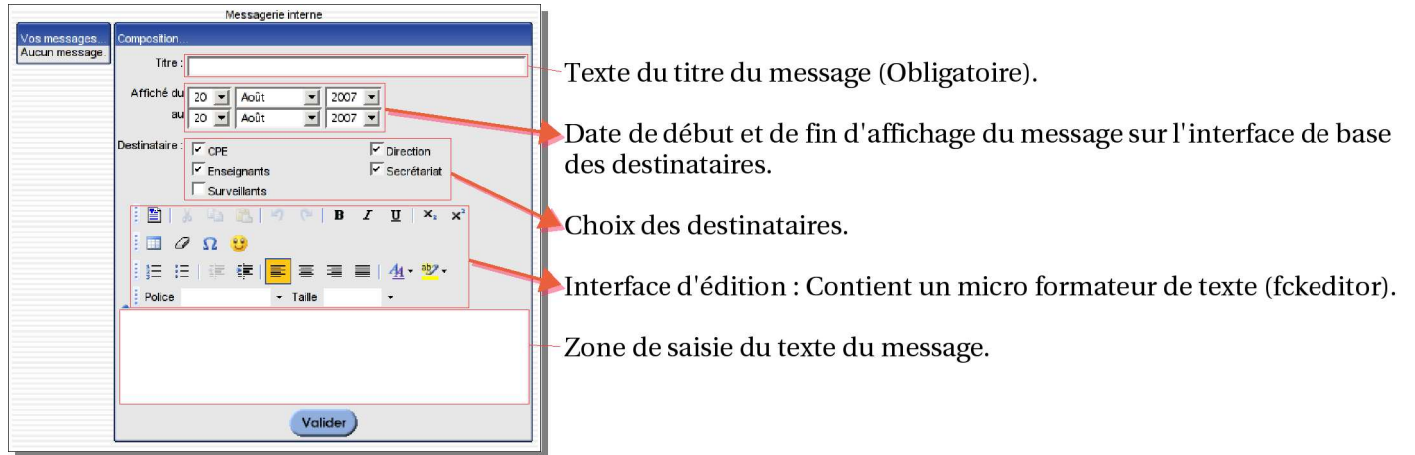 Messagerie interne
Vos messages...
Aucun message.
Composition...
Titre :
Affiché du 20 Août 2007
au 20 Août 2007
Destinataire :
CPE Direction
Enseignants Secrétariat
Surveillants
B I U X₂ X²
Ω
Police Taille
Valider
Texte du titre du message (Obligatoire).
Date de début et de fin d'affichage du message sur l'interface de base
des destinataires.
Choix des destinataires.
Interface d'édition : Contient un micro formateur de texte (fckeditor).
Zone de saisie du texte du message.